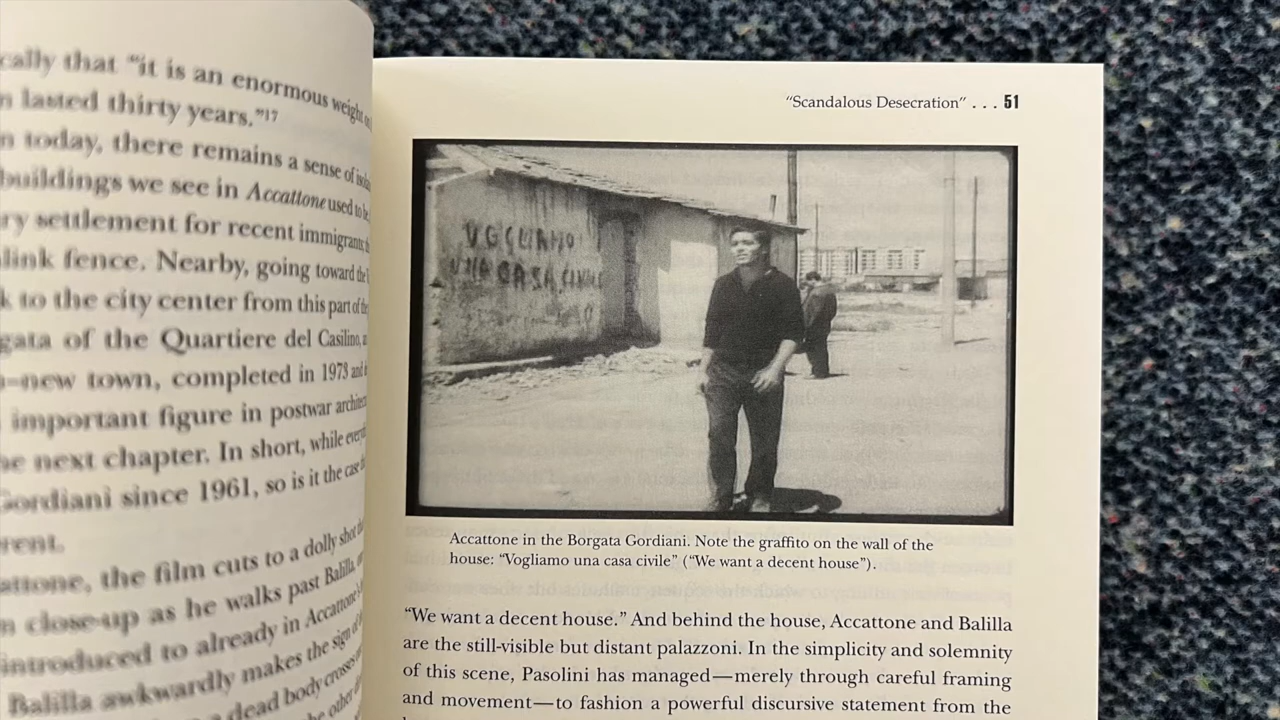 cally that “it is an enormous weight
n lasted thirty years.”17
n today, there remains a sense of
buildings we see in Accattone used to
ry settlement for recent immigrants
link fence. Nearby, going toward the
k to the city center from this part of the
gata of the Quartiere del Casilino,
–new town, completed in 1973 and
important figure in postwar
he next chapter. In short, while
Gordiani since 1961, so is it the case
rent.
attone, the film cuts to a dolly shot
n close-up as he walks past Balilla,
introduced to already in Accattone’s
Balilla awkwardly makes the sign of
a dead body crosses
he other
“Scandalous Desecration” . . . 51
VOGLIAMO
UNA CASA CIVILE
Accattone in the Borgata Gordiani. Note the graffito on the wall of the
house: “Vogliamo una casa civile” (“We want a decent house”).
“We want a decent house.” And behind the house, Accattone and Balilla
are the still-visible but distant palazzoni. In the simplicity and solemnity
of this scene, Pasolini has managed—merely through careful framing
and movement—to fashion a powerful discursive statement from the